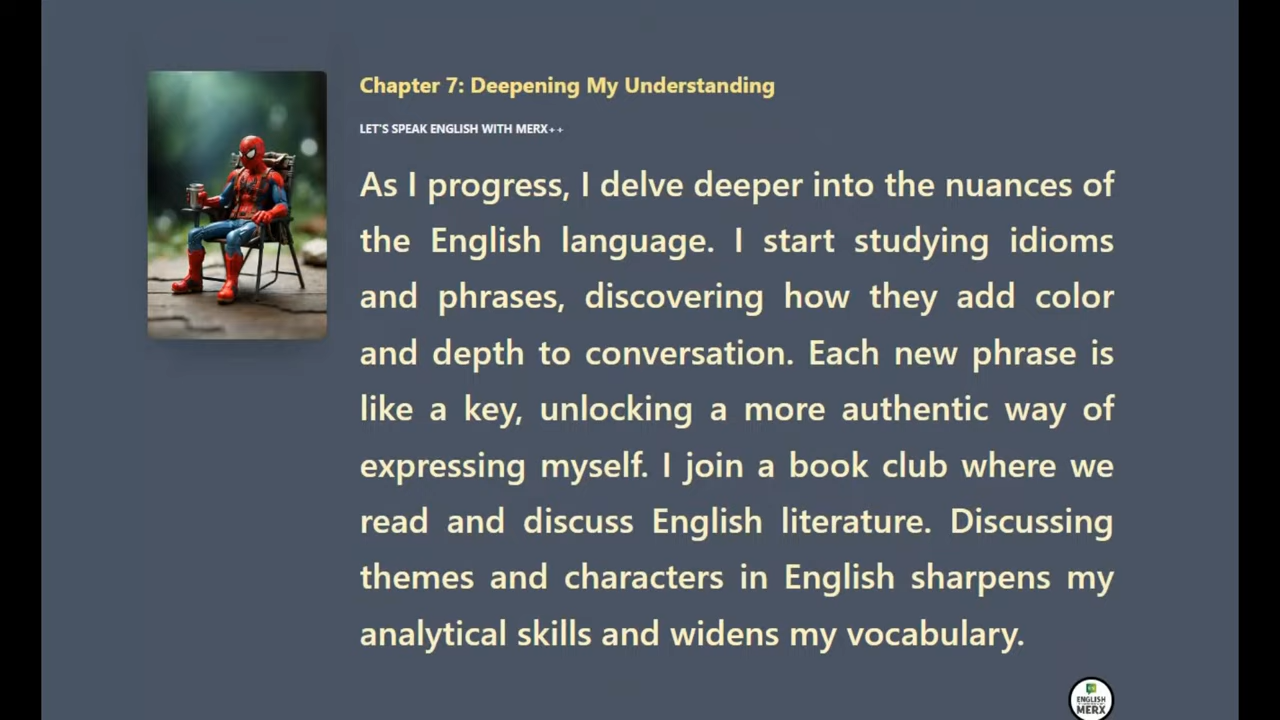 Chapter 7: Deepening My Understanding
LET'S SPEAK ENGLISH WITH MERX++
As I progress, I delve deeper into the nuances of
the English language. I start studying idioms
and phrases, discovering how they add color
and depth to conversation. Each new phrase is
like a key, unlocking a more authentic way of
expressing myself. I join a book club where we
read and discuss English literature. Discussing
themes and characters in English sharpens my
analytical skills and widens my vocabulary.
ENGLISH
MERX